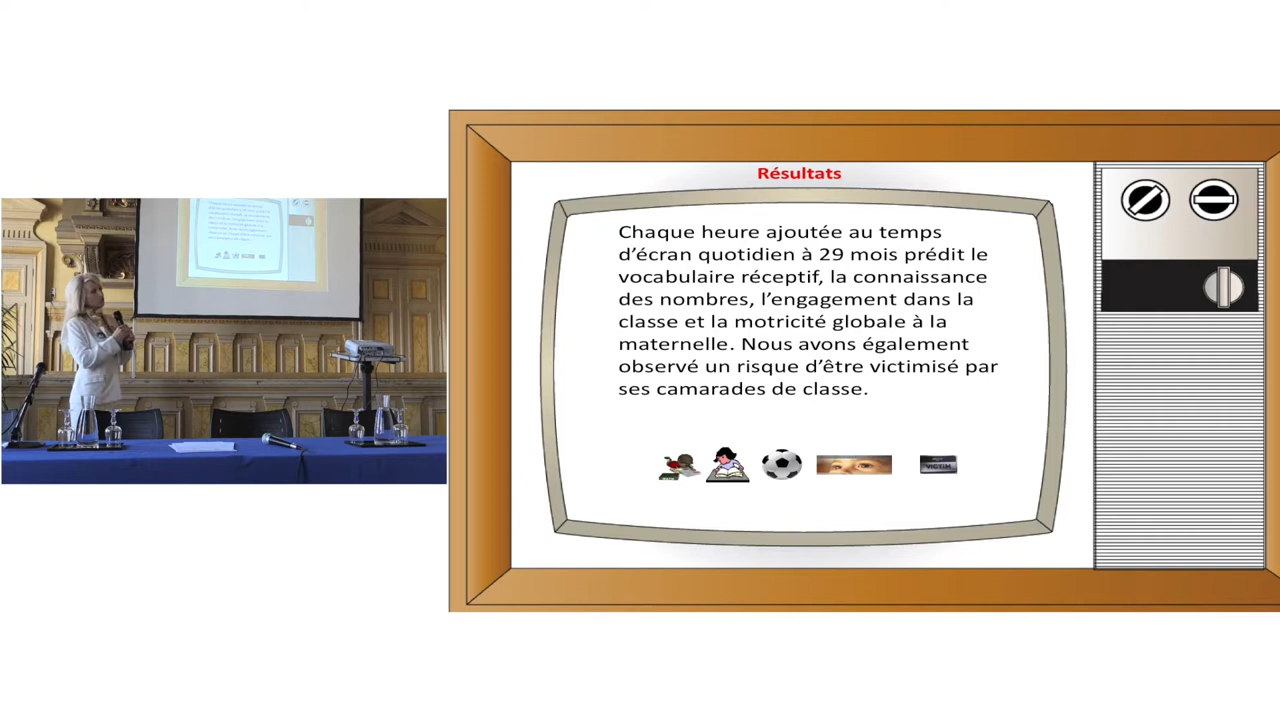 Résultats
Chaque heure ajoutée au temps
d’écran quotidien à 29 mois prédit le
vocabulaire réceptif, la connaissance
des nombres, l’engagement dans la
classe et la motricité globale à la
maternelle. Nous avons également
observé un risque d’être victimisé par
ses camarades de classe.
VICTIM